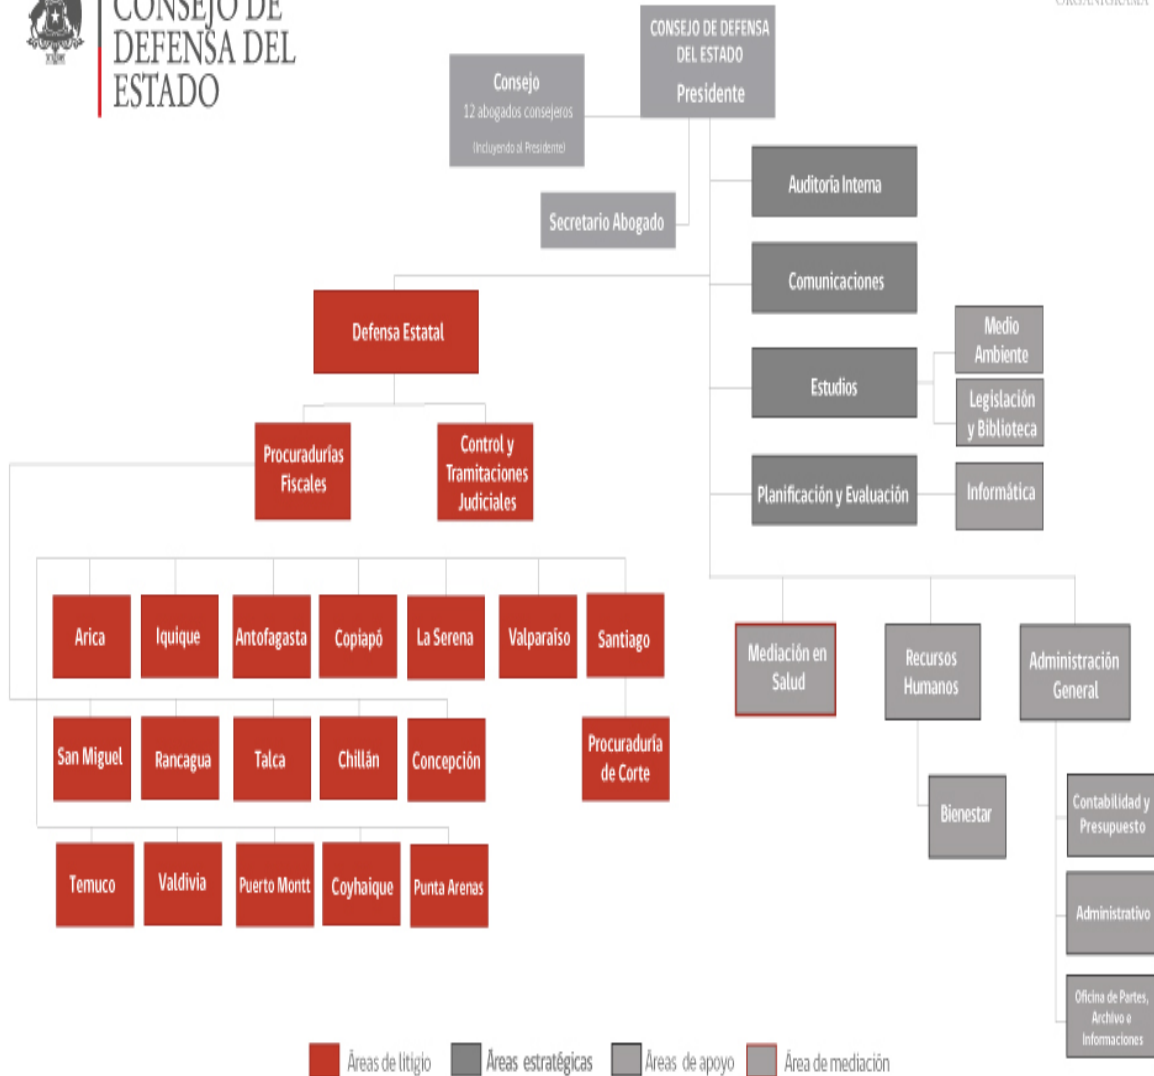 CONSEJO DE
DEFENSA DEL
ESTADO
ORGANIGRAMA
CONSEJO DE DEFENSA
DEL ESTADO
Presidente
Consejo
12 abogados consejeros
(Incluyendo al Presidente)
Secretario Abogado
Auditoría Interna
Comunicaciones
Estudios
Medio
Ambiente
Legislación
y Biblioteca
Planificación y Evaluación
Informática
Defensa Estatal
Procuradurías
Fiscales
Control y
Tramitaciones
Judiciales
Arica
Iquique
Antofagasta
Copiapó
La Serena
Valparaíso
Santiago
San Miguel
Rancagua
Talca
Chillán
Concepción
Procuraduría
de Corte
Temuco
Valdivia
Puerto Montt
Coyhaique
Punta Arenas
Mediación en
Salud
Recursos
Humanos
Administración
General
Bienestar
Contabilidad y
Presupuesto
Administrativo
Oficina de Partes,
Archivo e
Informaciones
Áreas de litigio
Áreas estratégicas
Áreas de apoyo
Área de mediación